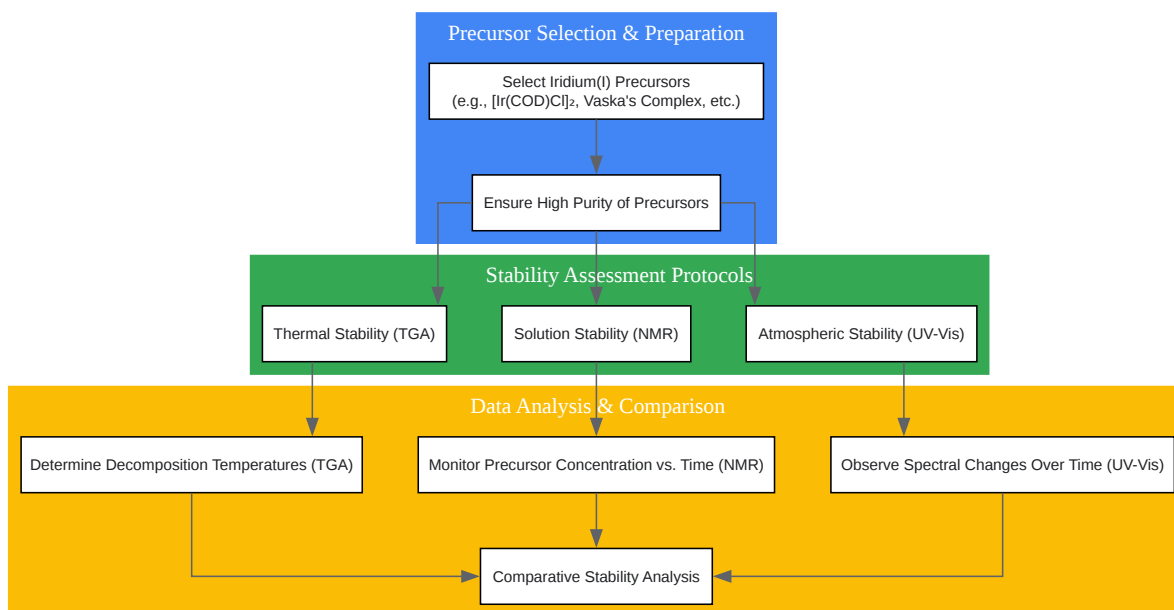 Precursor Selection & Preparation
Select Iridium(I) Precursors
(e.g., [Ir(COD)Cl]₂, Vaska's Complex, etc.)
Ensure High Purity of Precursors
Stability Assessment Protocols
Thermal Stability (TGA)
Solution Stability (NMR)
Atmospheric Stability (UV-Vis)
Data Analysis & Comparison
Determine Decomposition Temperatures (TGA)
Monitor Precursor Concentration vs. Time (NMR)
Observe Spectral Changes Over Time (UV-Vis)
Comparative Stability Analysis